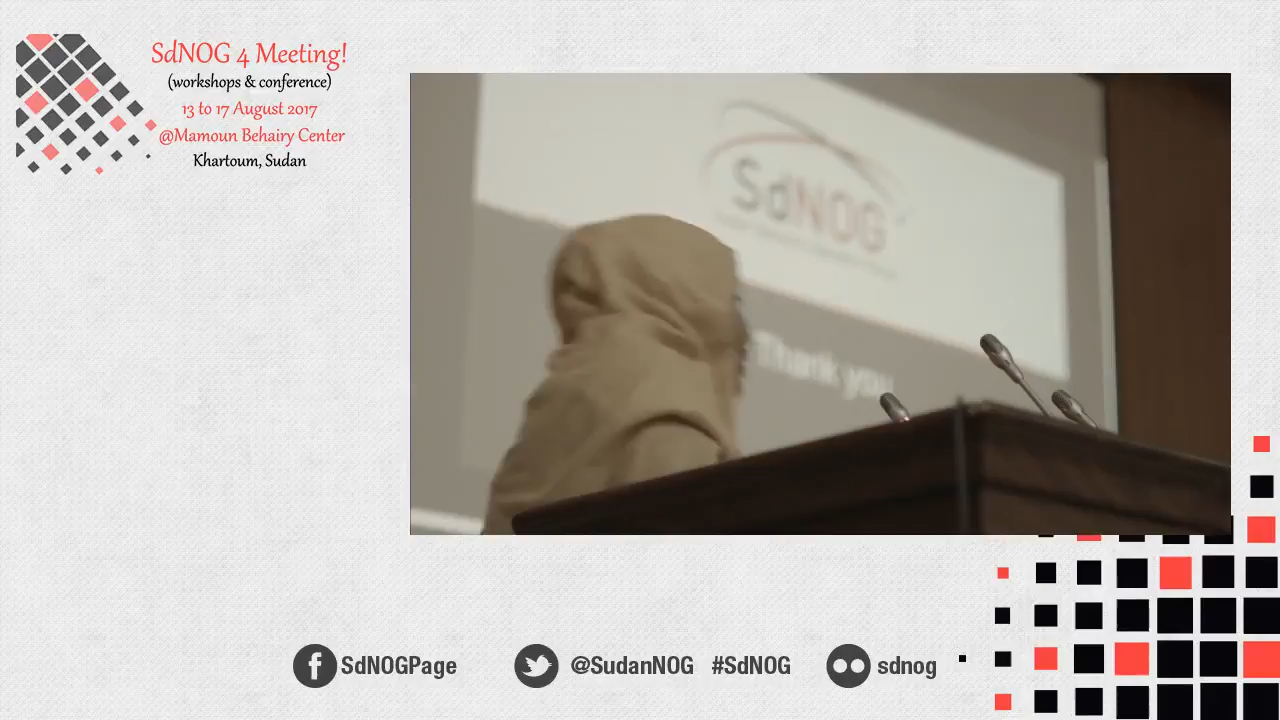 SdNOG 4 Meeting!
(workshops & conference)
13 to 17 August 2017
@Mamoun Behairy Center
Khartoum, Sudan
SdNOG
Thank you
SdNOGPage
@SudanNOG #SdNOG
sdnog